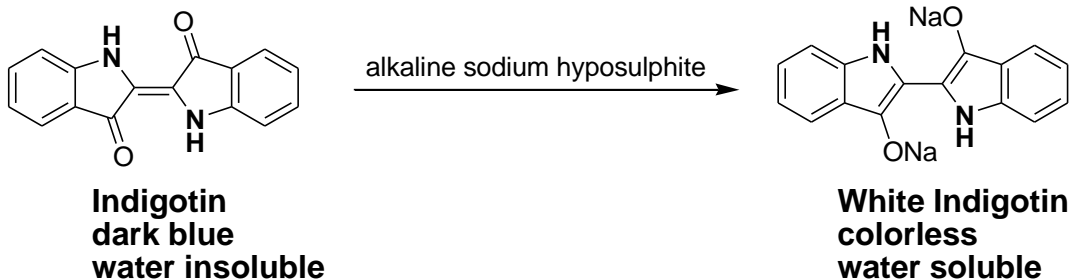 O
H
N
N
H
O
alkaline sodium hyposulphite
NaO
H
N
N
H
ONa
Indigotin
dark blue
water insoluble
White Indigotin
colorless
water soluble